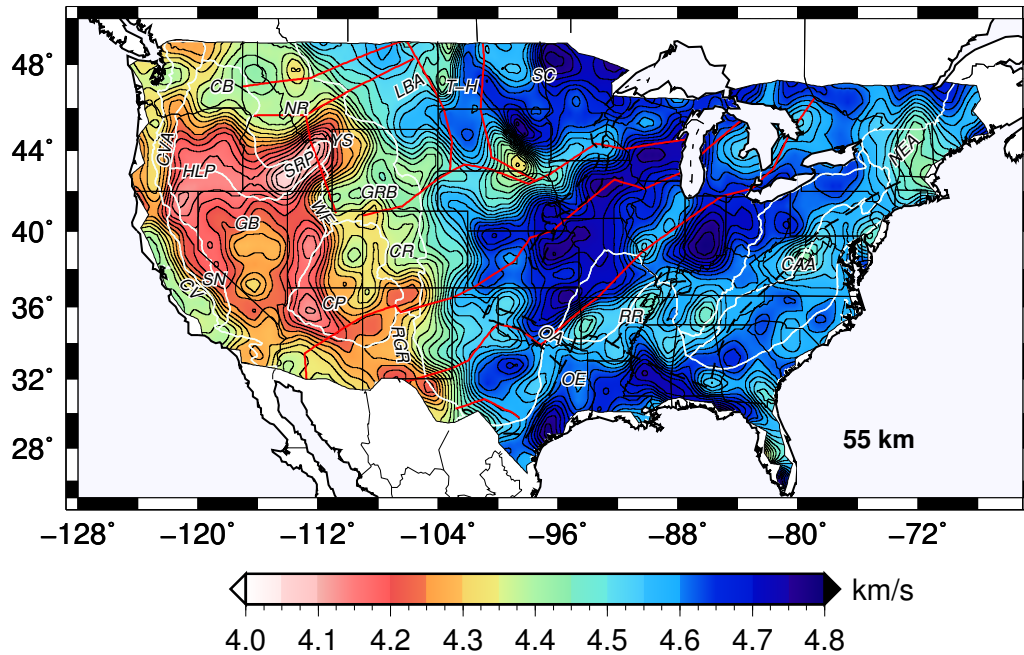 48°
44°
40°
36°
32°
28°
CB
NR
LBA
T-H
SC
CVA
HLP
SRP
YS
NEA
GRB
WF
GB
CR
CAA
SN
CV
CP
RGR
OA
RR
OE
55 km
−128° −120° −112° −104° −96° −88° −80° −72°
km/s
4.0 4.1 4.2 4.3 4.4 4.5 4.6 4.7 4.8